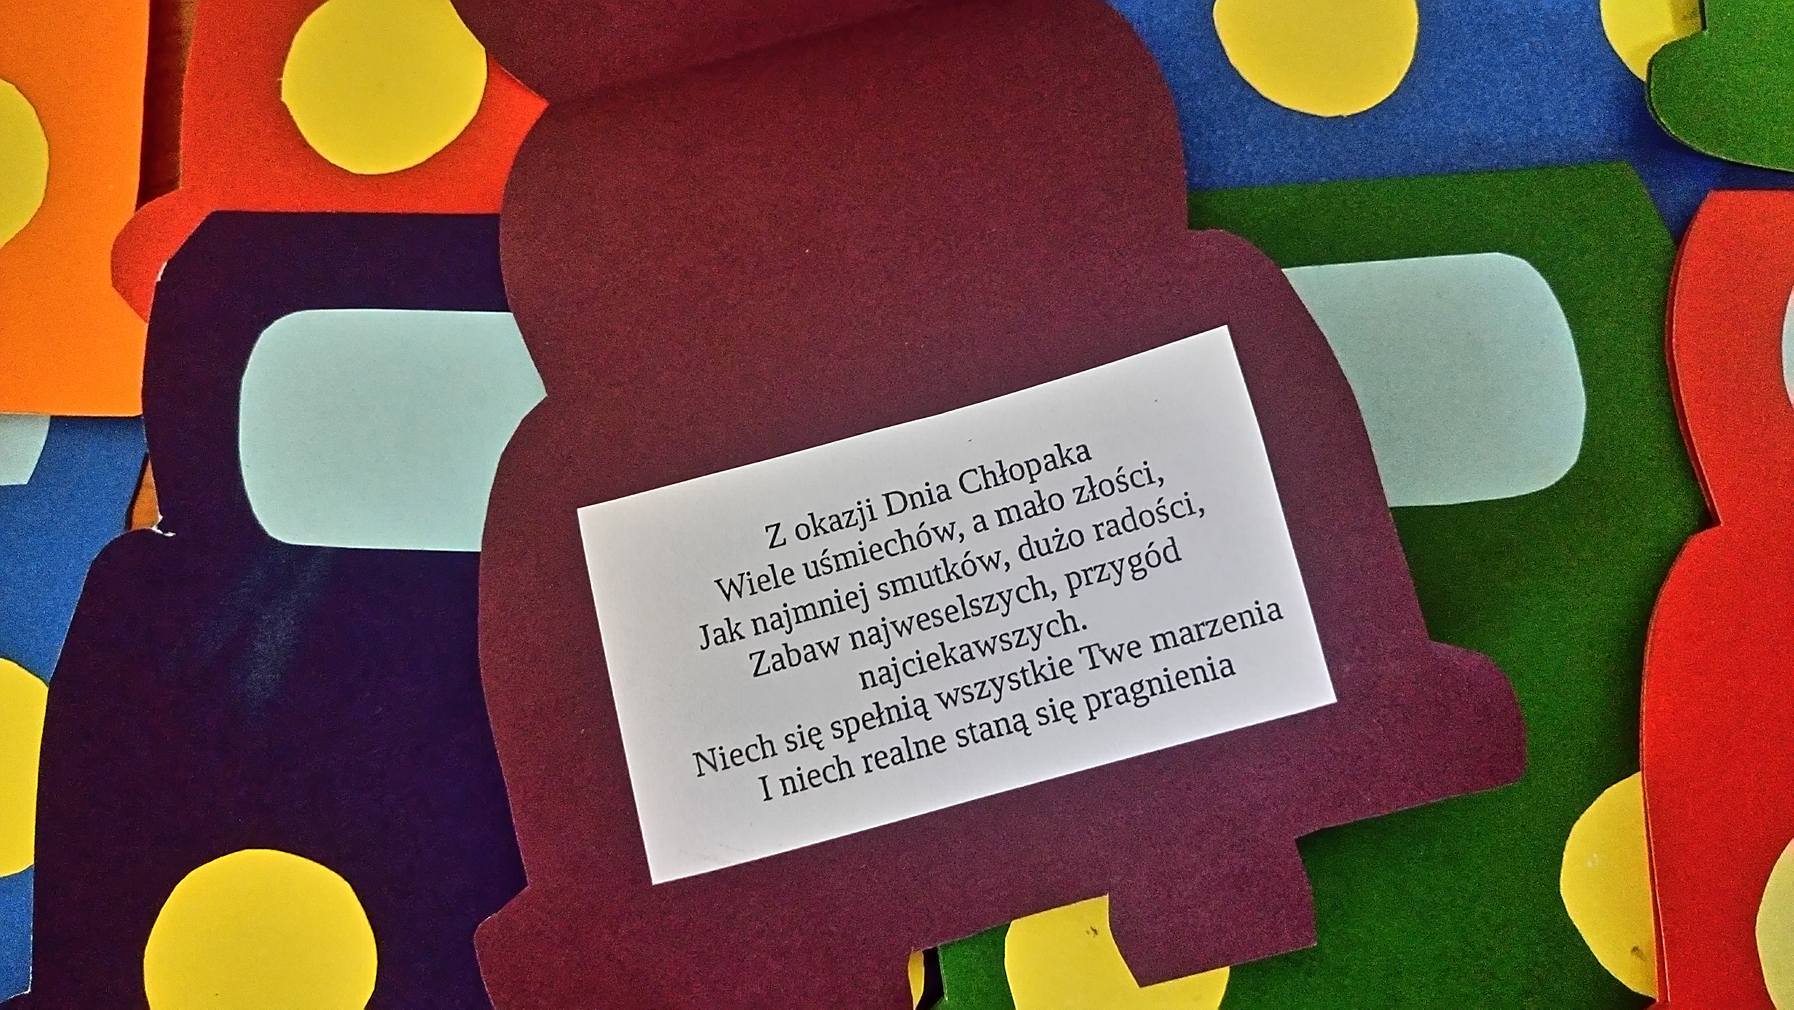 Z okazji Dnia Chłopaka
Wiele uśmiechów, a mało złości,
Jak najmniej smutków, dużo radości,
Zabaw najweselszych, przygód
najciekawszych.
Niech się spełnią wszystkie Twe marzenia
I niech realne staną się pragnienia